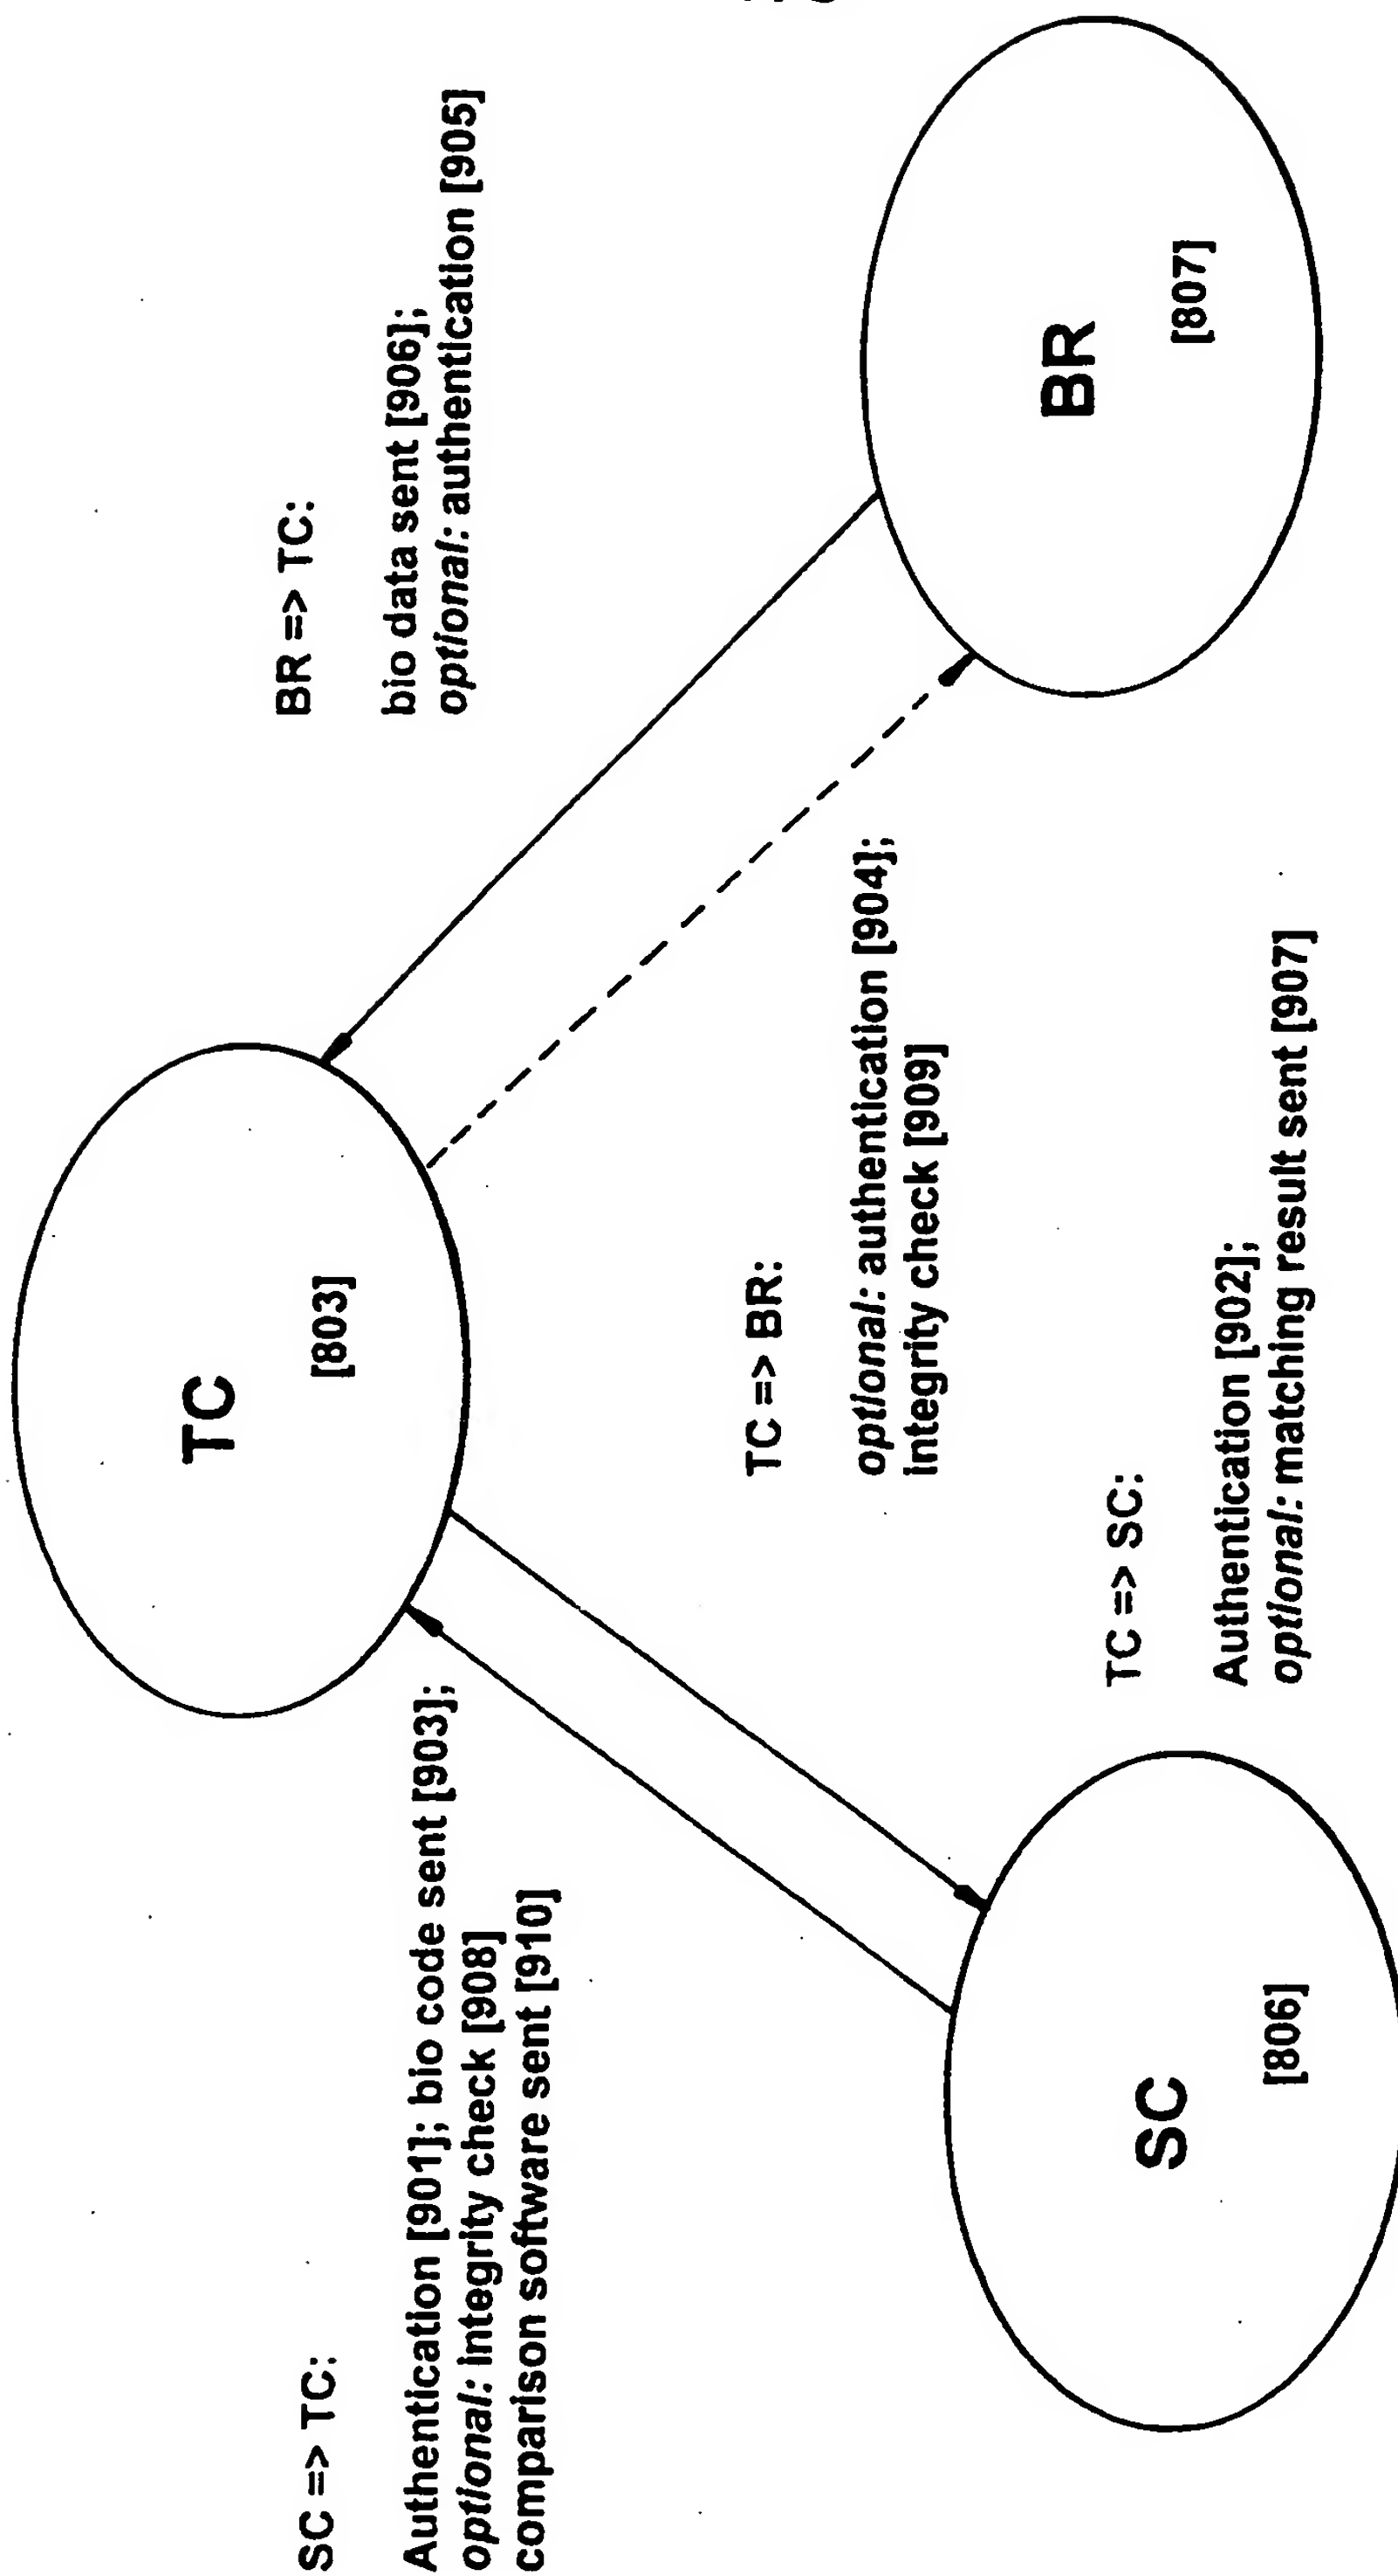 SC => TC:
Authentication [901]; bio code sent [903];
optional: integrity check [908]
comparison software sent [910]
BR => TC:
bio data sent [906];
optional: authentication [905]
TC
[803]
TC => BR:
optional: authentication [904];
integrity check [909]
TC => SC:
Authentication [902];
optional: matching result sent [907]
SC
[806]
BR
[807]